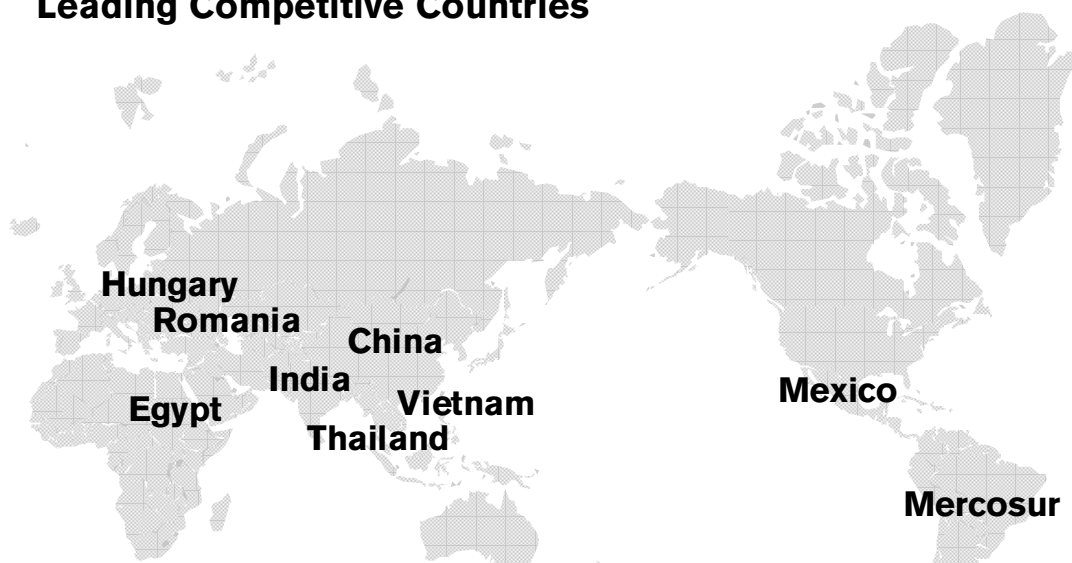 Leading Competitive Countries
Hungary
Romania
China
India
Mexico
Vietnam
Egypt
Thailand
Mercosur